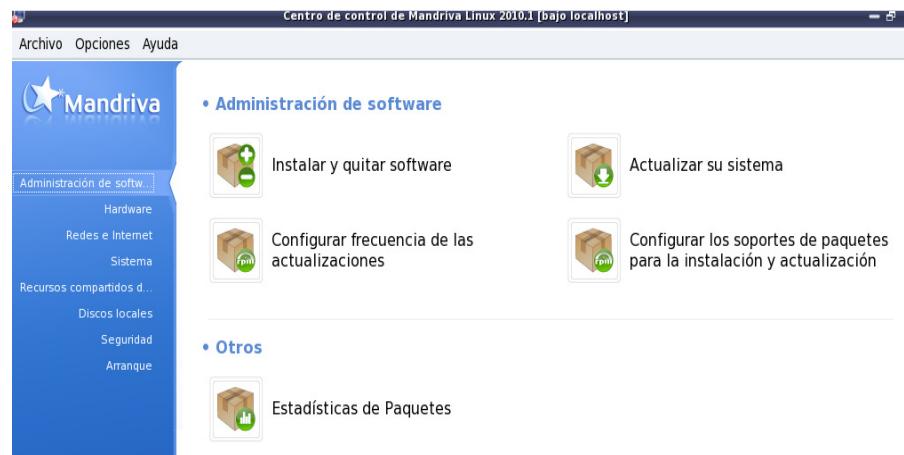 Centro de control de Mandriva Linux 2010.1 [bajo localhost]
Archivo Opciones Ayuda
Mandriva
Administración de softw...
Hardware
Redes e Internet
Sistema
Recursos compartidos d...
Discos locales
Seguridad
Arranque
• Administración de software
Instalar y quitar software
Actualizar su sistema
Configurar frecuencia de las
actualizaciones
rpm
Configurar los soportes de paquetes
para la instalación y actualización
rpm
• Otros
Estadísticas de Paquetes